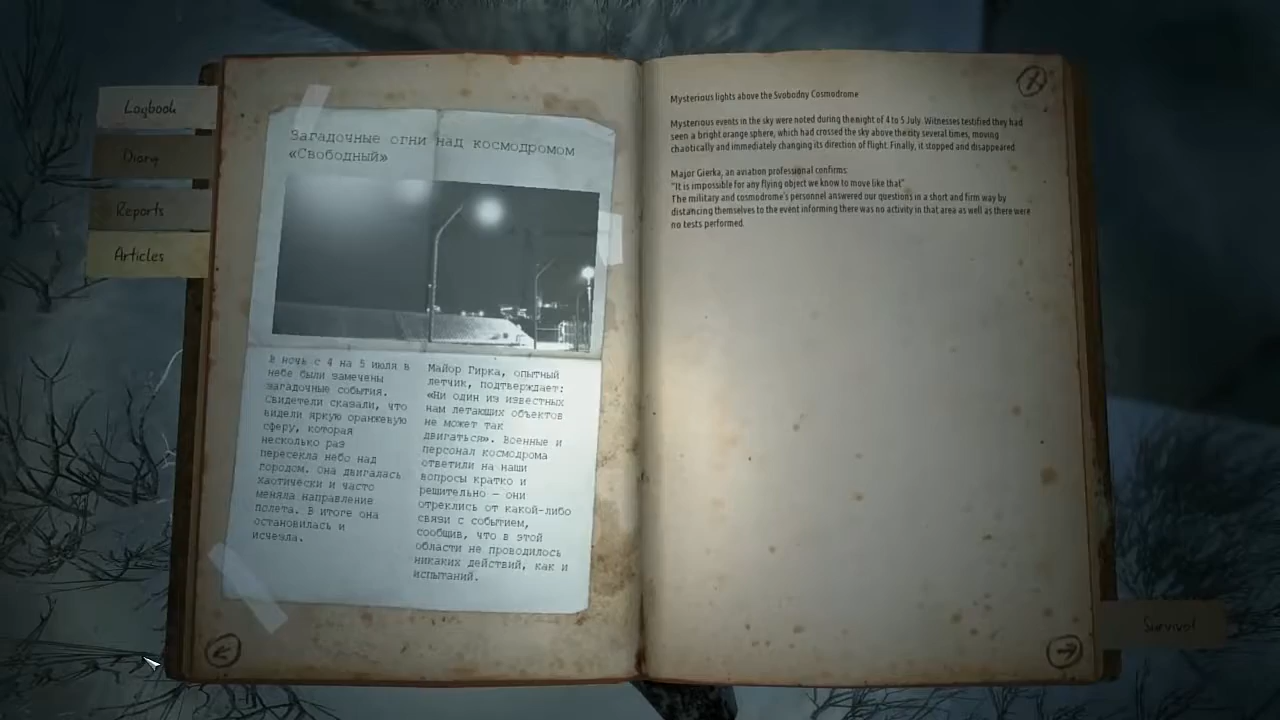 Logbook
Diary
Reports
Articles
Загадочные огни над космодромом
«Свободный»
В ночь с 4 на 5 июля в
небе были замечены
загадочные события.
Свидетели сказали, что
видели яркую оранжевую
сферу, которая
несколько раз
пересекла небо над
городом. Она двигалась
хаотически и часто
меняла направление
полета. В итоге она
остановилась и
исчезла.
Майор Гирка, опытный
летчик, подтверждает:
«Ни один из известных
нам летающих объектов
не может так
двигаться». Военные и
персонал космодрома
ответили на наши
вопросы кратко и
решительно — они
отреклись от какой-либо
связи с событием,
сообщив, что в этой
области не проводилось
никаких действий, как и
испытаний.
Mysterious lights above the Svobodny Cosmodrome
Mysterious events in the sky were noted during the night of 4 to 5 July. Witnesses testified they had
seen a bright orange sphere, which had crossed the sky above the city several times, moving
chaotically and immediately changing its direction of flight. Finally, it stopped and disappeared.
Major Gierka, an aviation professional confirms:
"It is impossible for any flying object we know to move like that"
The military and cosmodrome's personnel answered our questions in a short and firm way by
distancing themselves to the event informing there was no activity in that area as well as there were
no tests performed.
Survival